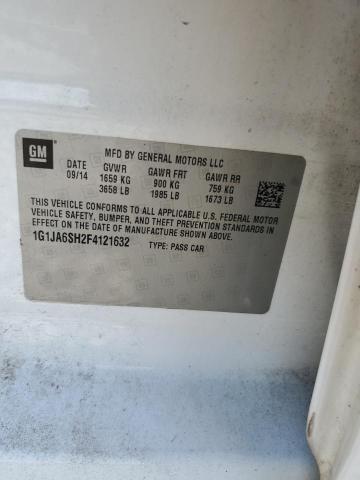 GM
MFD BY GENERAL MOTORS LLC
DATE GVWR GAWR FRT GAWR RR
09/14 1659 KG 900 KG 759 KG
3658 LB 1985 LB 1673 LB
THIS VEHICLE CONFORMS TO ALL APPLICABLE U.S. FEDERAL MOTOR
VEHICLE SAFETY, BUMPER, AND THEFT PREVENTION STANDARDS IN
EFFECT ON THE DATE OF MANUFACTURE SHOWN ABOVE.
1G1JA6SH2F4121632 TYPE: PASS CAR